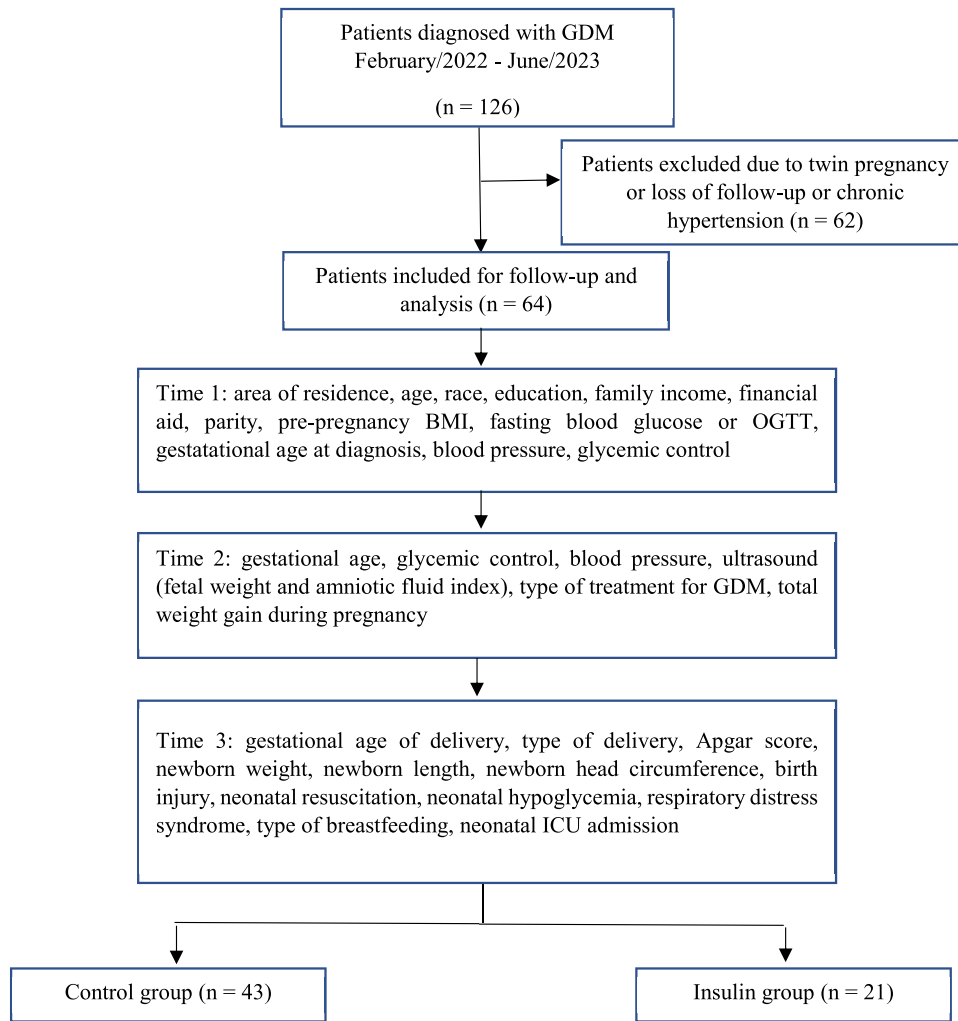 Patients diagnosed with GDM
February/2022 - June/2023
(n = 126)
Patients excluded due to twin pregnancy
or loss of follow-up or chronic
hypertension (n = 62)
Patients included for follow-up and
analysis (n = 64)
Time 1: area of residence, age, race, education, family income, financial
aid, parity, pre-pregnancy BMI, fasting blood glucose or OGTT,
gestatational age at diagnosis, blood pressure, glycemic control
Time 2: gestational age, glycemic control, blood pressure, ultrasound
(fetal weight and amniotic fluid index), type of treatment for GDM, total
weight gain during pregnancy
Time 3: gestational age of delivery, type of delivery, Apgar score,
newborn weight, newborn length, newborn head circumference, birth
injury, neonatal resuscitation, neonatal hypoglycemia, respiratory distress
syndrome, type of breastfeeding, neonatal ICU admission
Control group (n = 43)
Insulin group (n = 21)